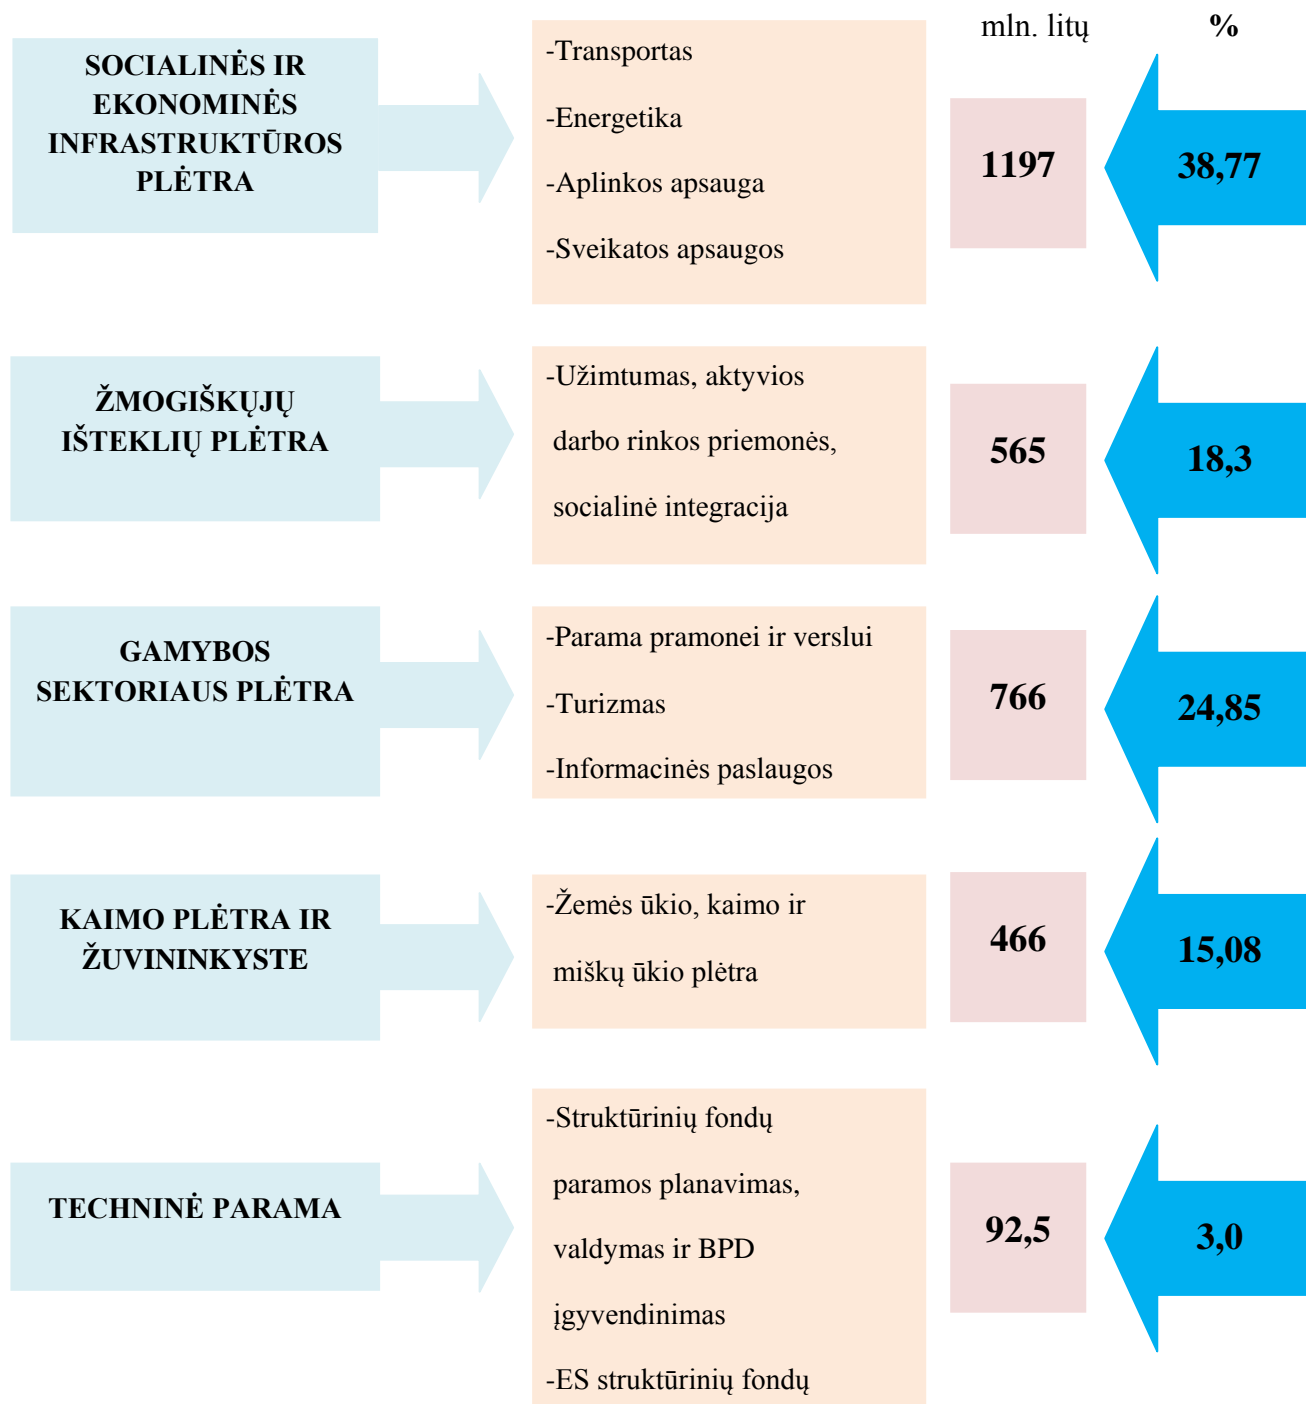 mln. litų %
SOCIALINĖS IR
EKONOMINĖS
INFRASTRUKTŪROS
PLĖTRA
-Transportas
-Energetika
-Aplinkos apsauga
-Sveikatos apsaugos
1197
38,77
ŽMOGIŠKŲJŲ
IŠTEKLIŲ PLĖTRA
-Užimtumas, aktyvios
darbo rinkos priemonės,
socialinė integracija
565
18,3
GAMYBOS
SEKTORIAUS PLĖTRA
-Parama pramonei ir verslui
-Turizmas
-Informacinės paslaugos
766
24,85
KAIMO PLĖTRA IR
ŽUVININKYSTE
-Žemės ūkio, kaimo ir
miškų ūkio plėtra
466
15,08
TECHNINĖ PARAMA
-Struktūrinių fondų
paramos planavimas,
valdymas ir BPD
įgyvendinimas
-ES struktūrinių fondų
92,5
3,0